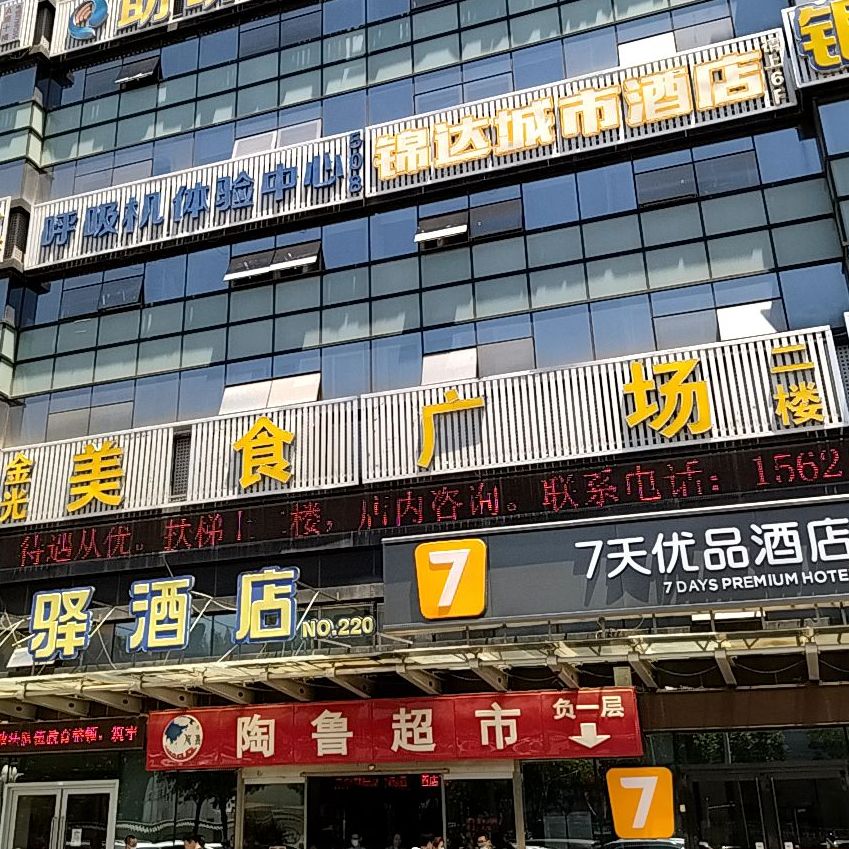 锦达城市酒店
呼吸机体验中心
508
金光
美食广场
二楼
待遇从优。扶梯上二楼，店内咨询。联系电话：1562
7
7天优品酒店
7 DAYS PREMIUM HOTE
驿酒店
NO.220
陶鲁超市
负一层
7